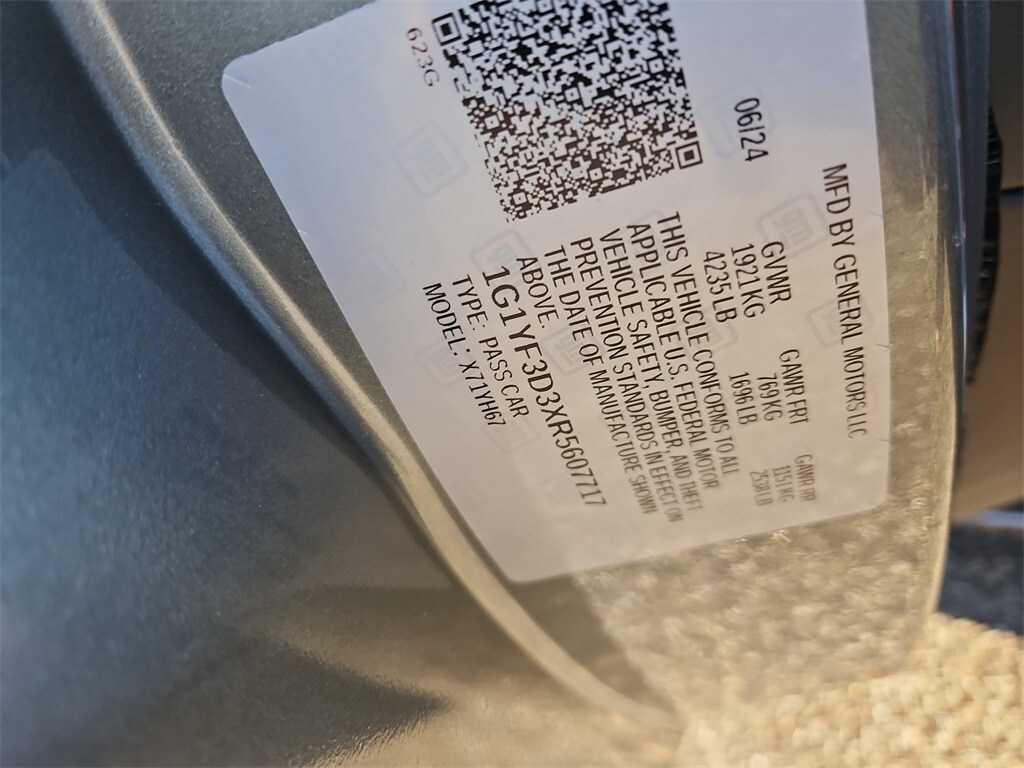 MFD BY GENERAL MOTORS LLC
06/24
GVWR GAWR FRT GAWR RR
1921KG 769KG 1151KG
4235LB 1696LB 2538LB
THIS VEHICLE CONFORMS TO ALL
APPLICABLE U.S. FEDERAL MOTOR
VEHICLE SAFETY, BUMPER, AND THEFT
PREVENTION STANDARDS IN EFFECT ON
THE DATE OF MANUFACTURE SHOWN
ABOVE.
1G1YF3D3XR5607717
TYPE: PASS CAR
MODEL: X71YH67
623G